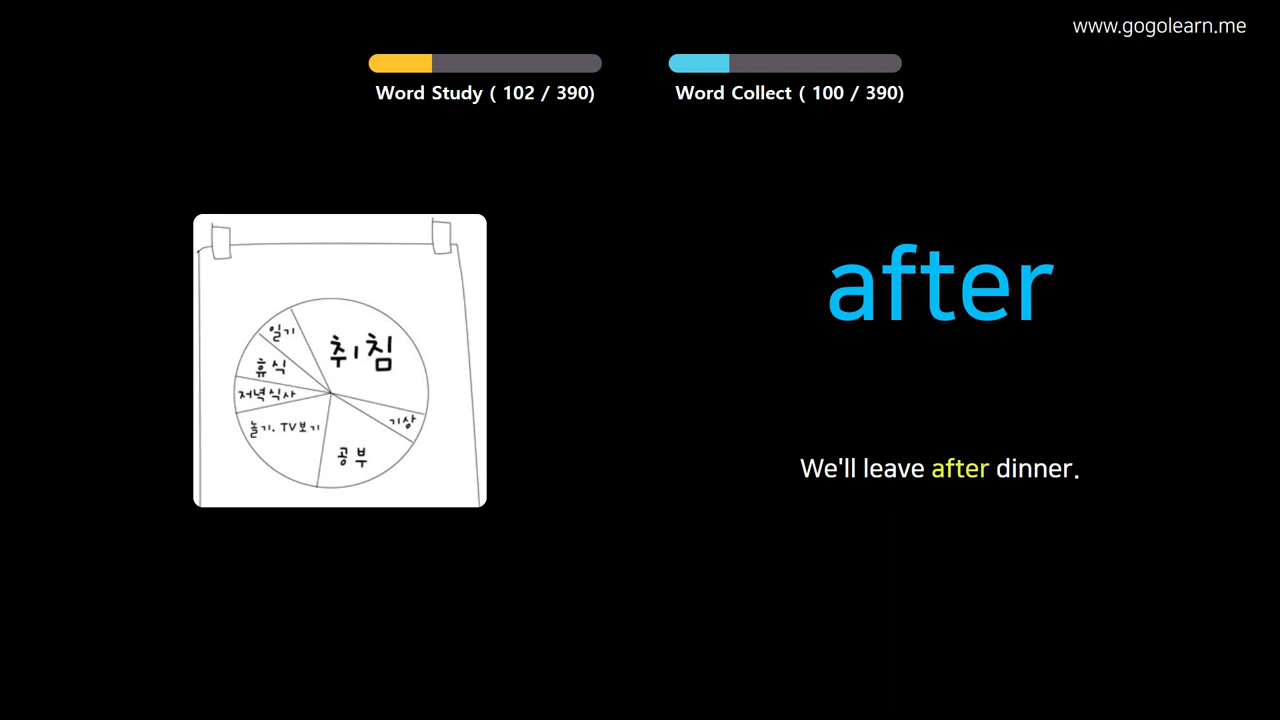 www.gogolearn.me
Word Study ( 102 / 390)
Word Collect ( 100 / 390)
일기
취침
휴식
저녁식사
기상
놀기. TV보기
공부
after
We'll leave after dinner.